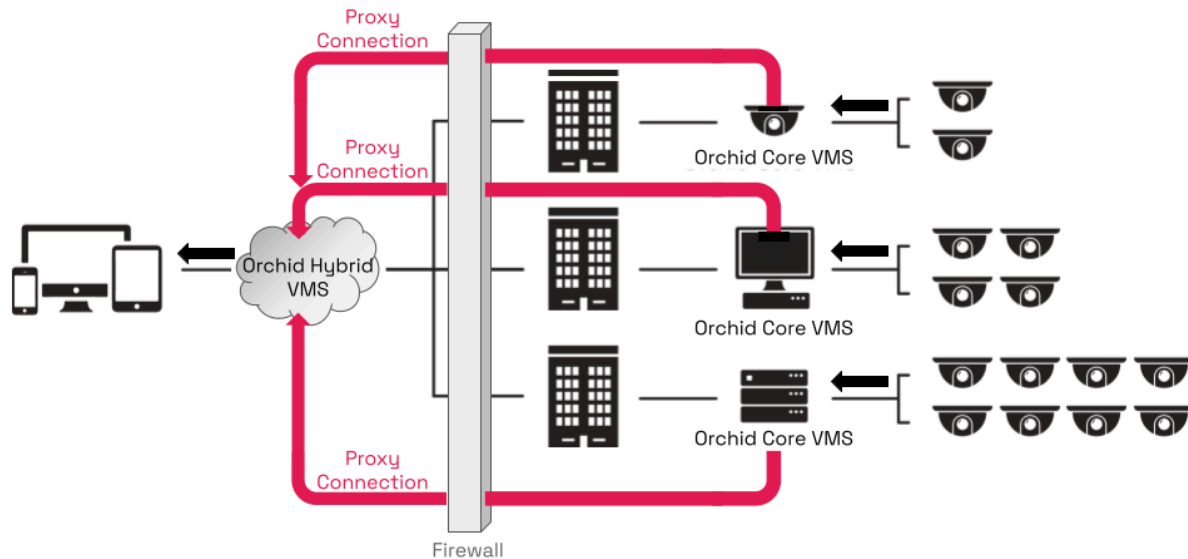 Proxy
Connection
Orchid Core VMS
Proxy
Connection
Orchid Hybrid
VMS
Orchid Core VMS
Orchid Core VMS
Proxy
Connection
Firewall